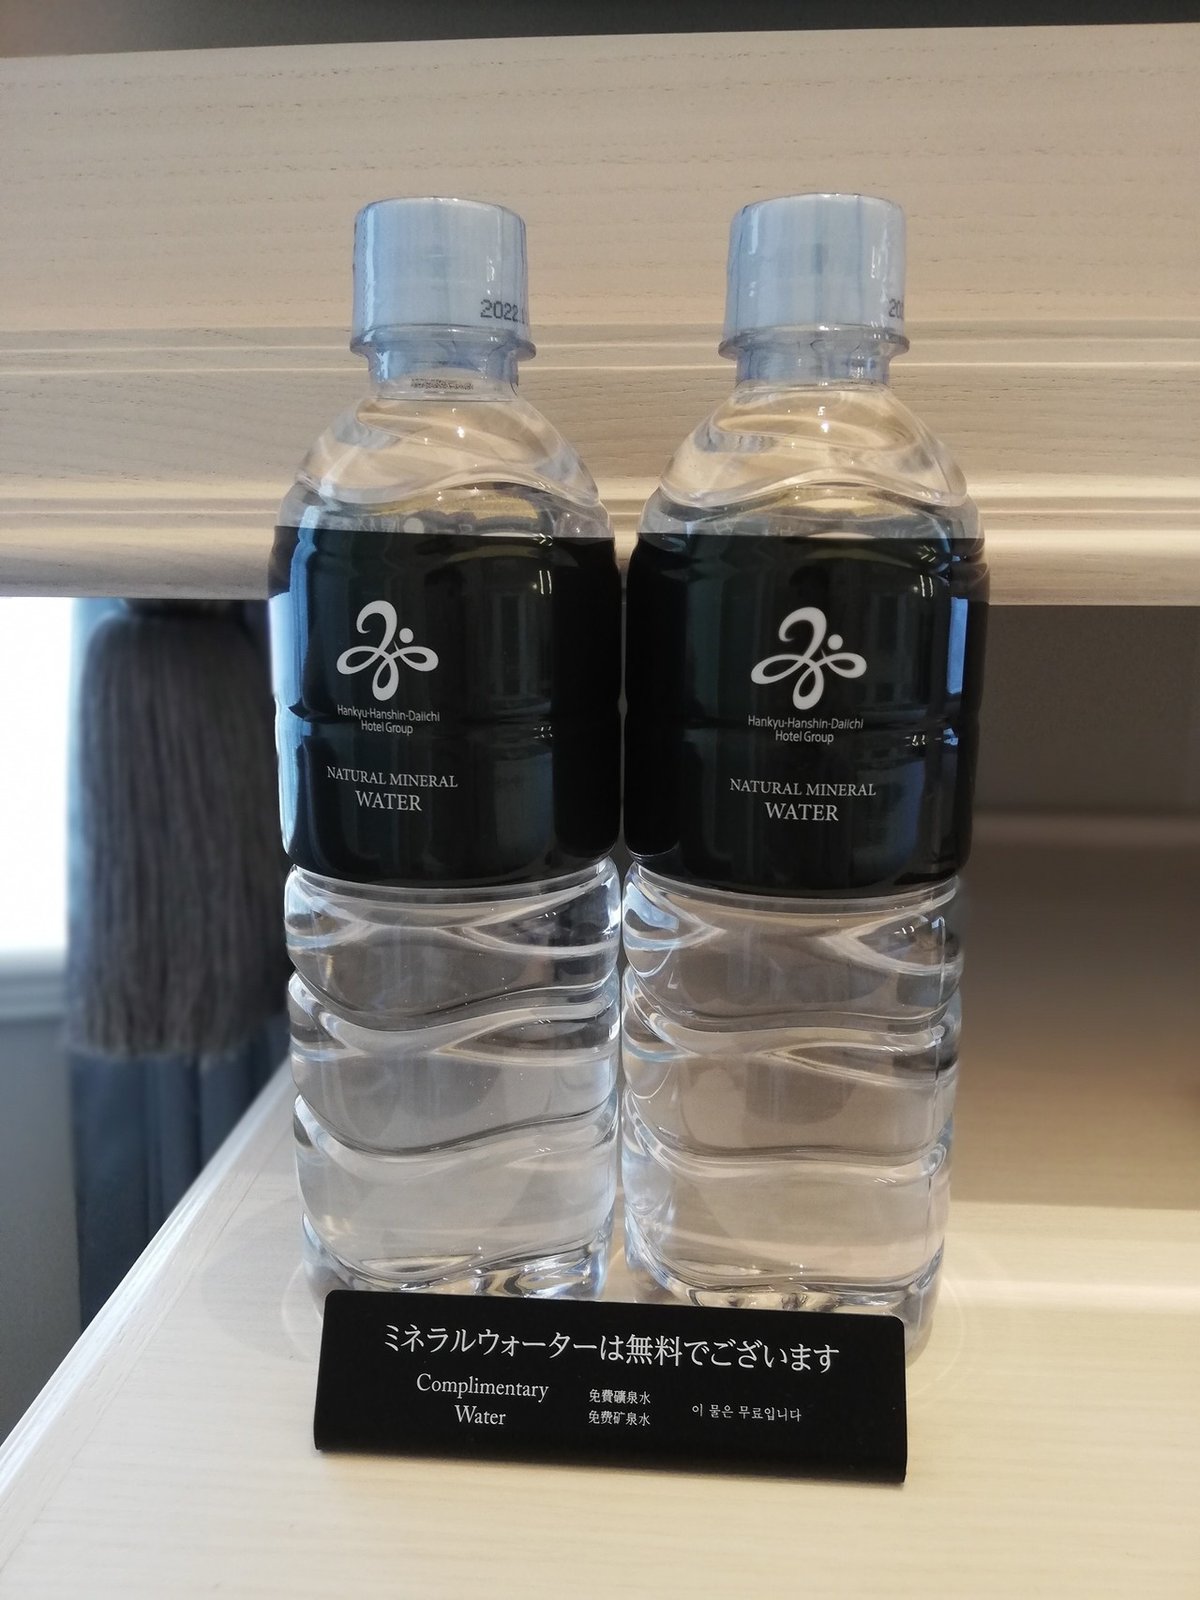 2022
Hankyu-Hanshin-Daiichi
Hotel Group
NATURAL MINERAL
WATER
Hankyu-Hanshin-Daiichi
Hotel Group
NATURAL MINERAL
WATER
ミネラルウォーターは無料でございます
Complimentary
Water
免費礦泉水
免费矿泉水
이 물은 무료입니다